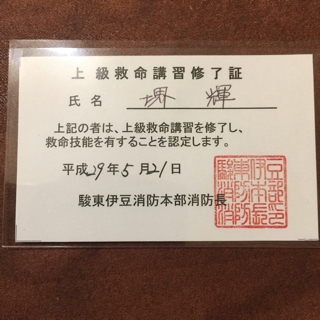 上級救命講習修了証
氏名 堺 輝
上記の者は、上級救命講習を修了し、
救命技能を有することを認定します。
平成29年5月21日
駿東伊豆消防本部消防長